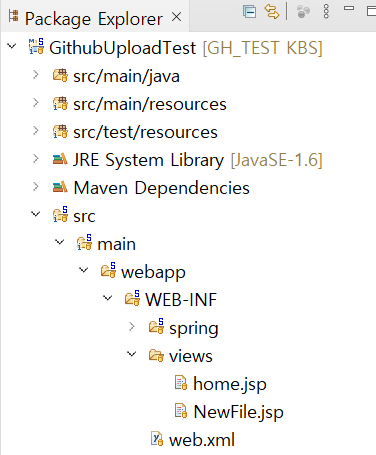 Package Explorer
GithubUploadTest [GH_TEST KBS]
src/main/java
src/main/resources
src/test/resources
JRE System Library [JavaSE-1.6]
Maven Dependencies
src
main
webapp
WEB-INF
spring
views
home.jsp
NewFile.jsp
web.xml